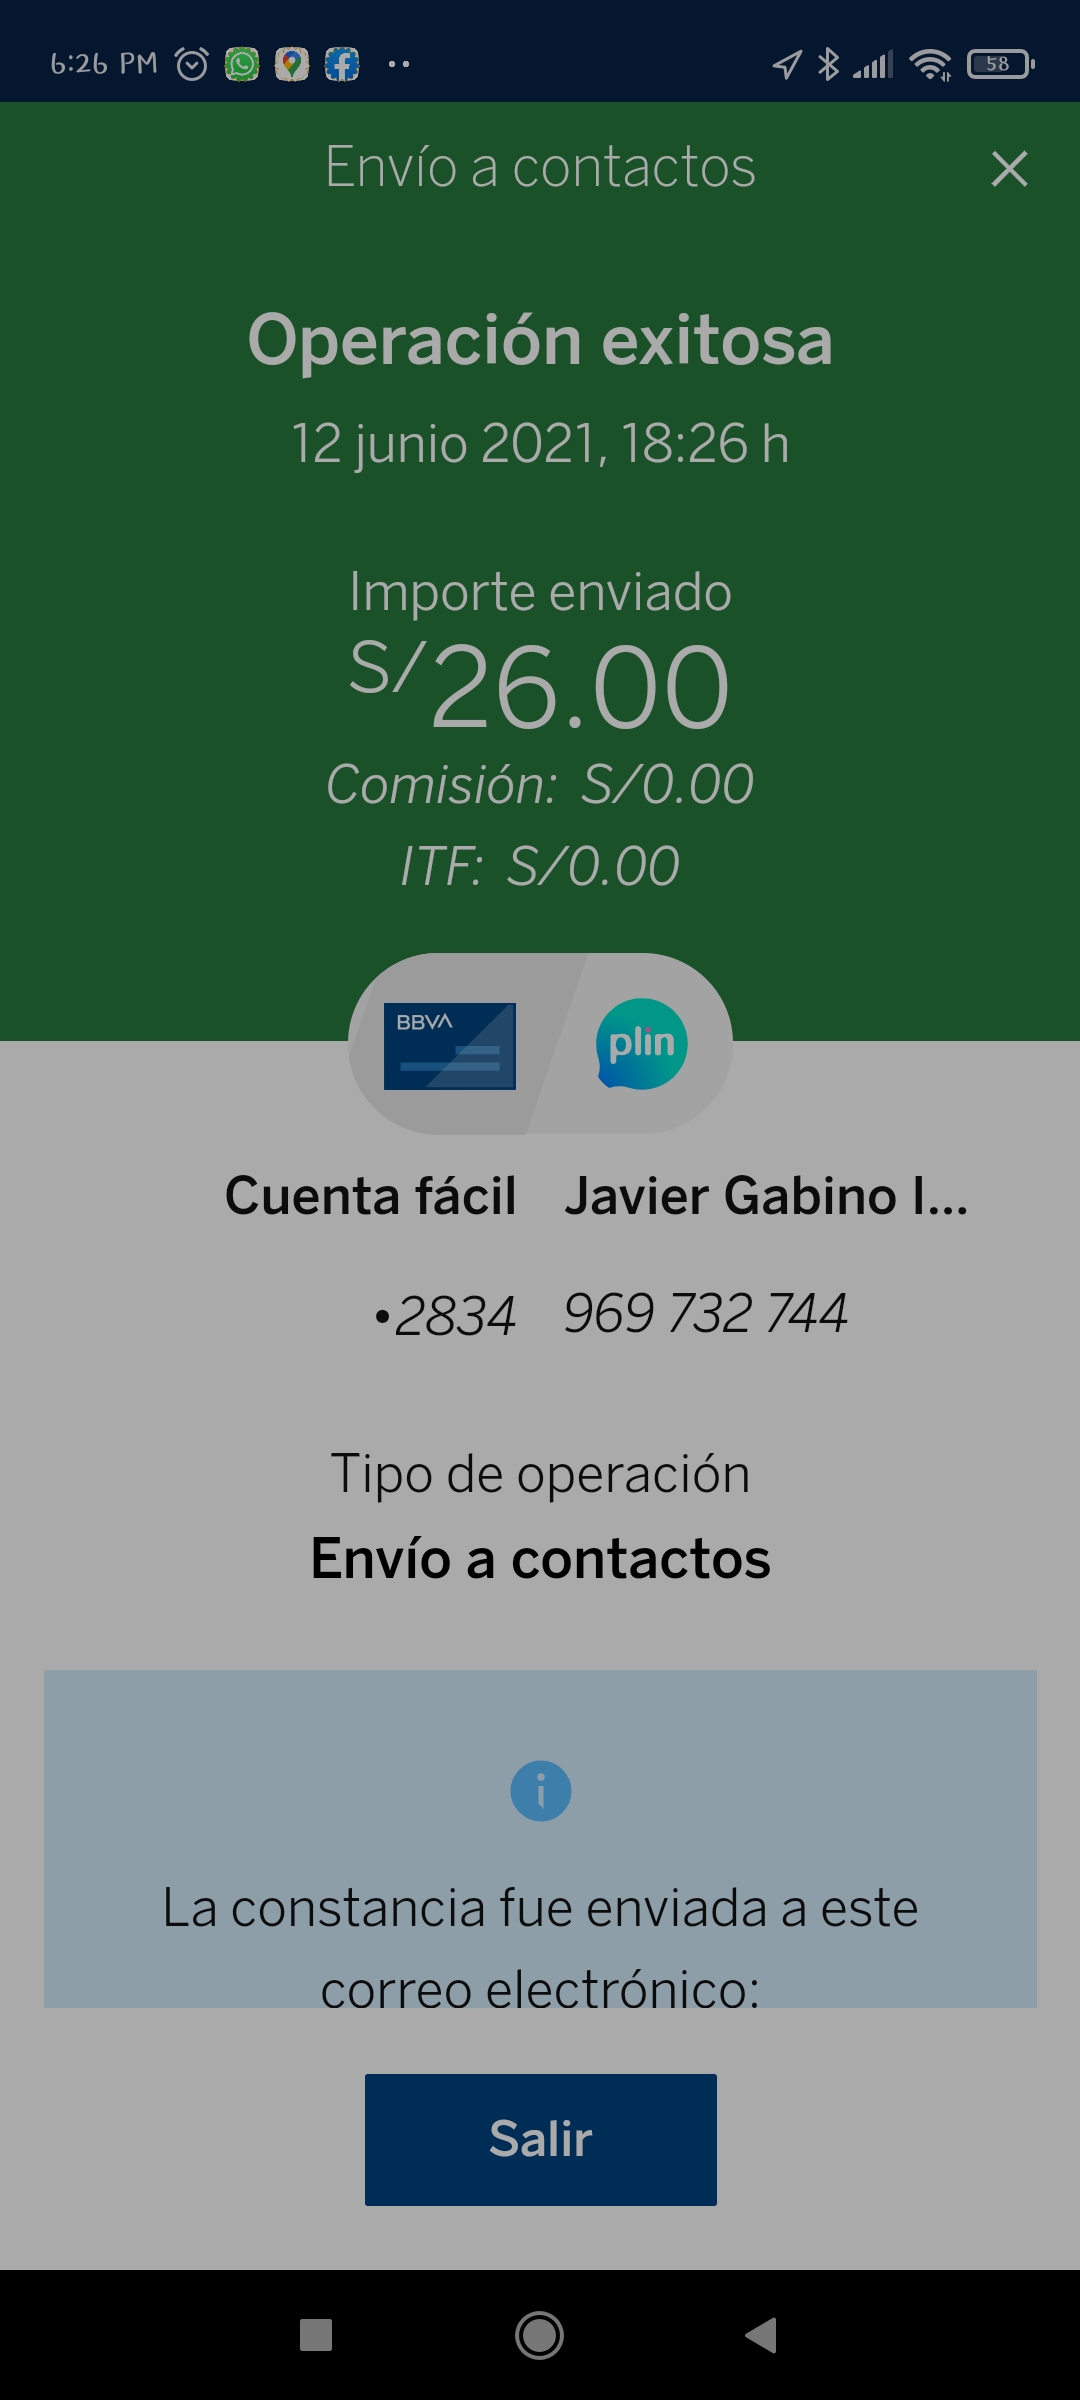 6:26 PM
58
Envío a contactos
Operación exitosa
12 junio 2021, 18:26 h
Importe enviado
S/26.00
Comisión: S/0.00
ITF: S/0.00
BBVA
plin
Cuenta fácil
Javier Gabino I...
•2834
969 732 744
Tipo de operación
Envío a contactos
La constancia fue enviada a este
correo electrónico:
Salir